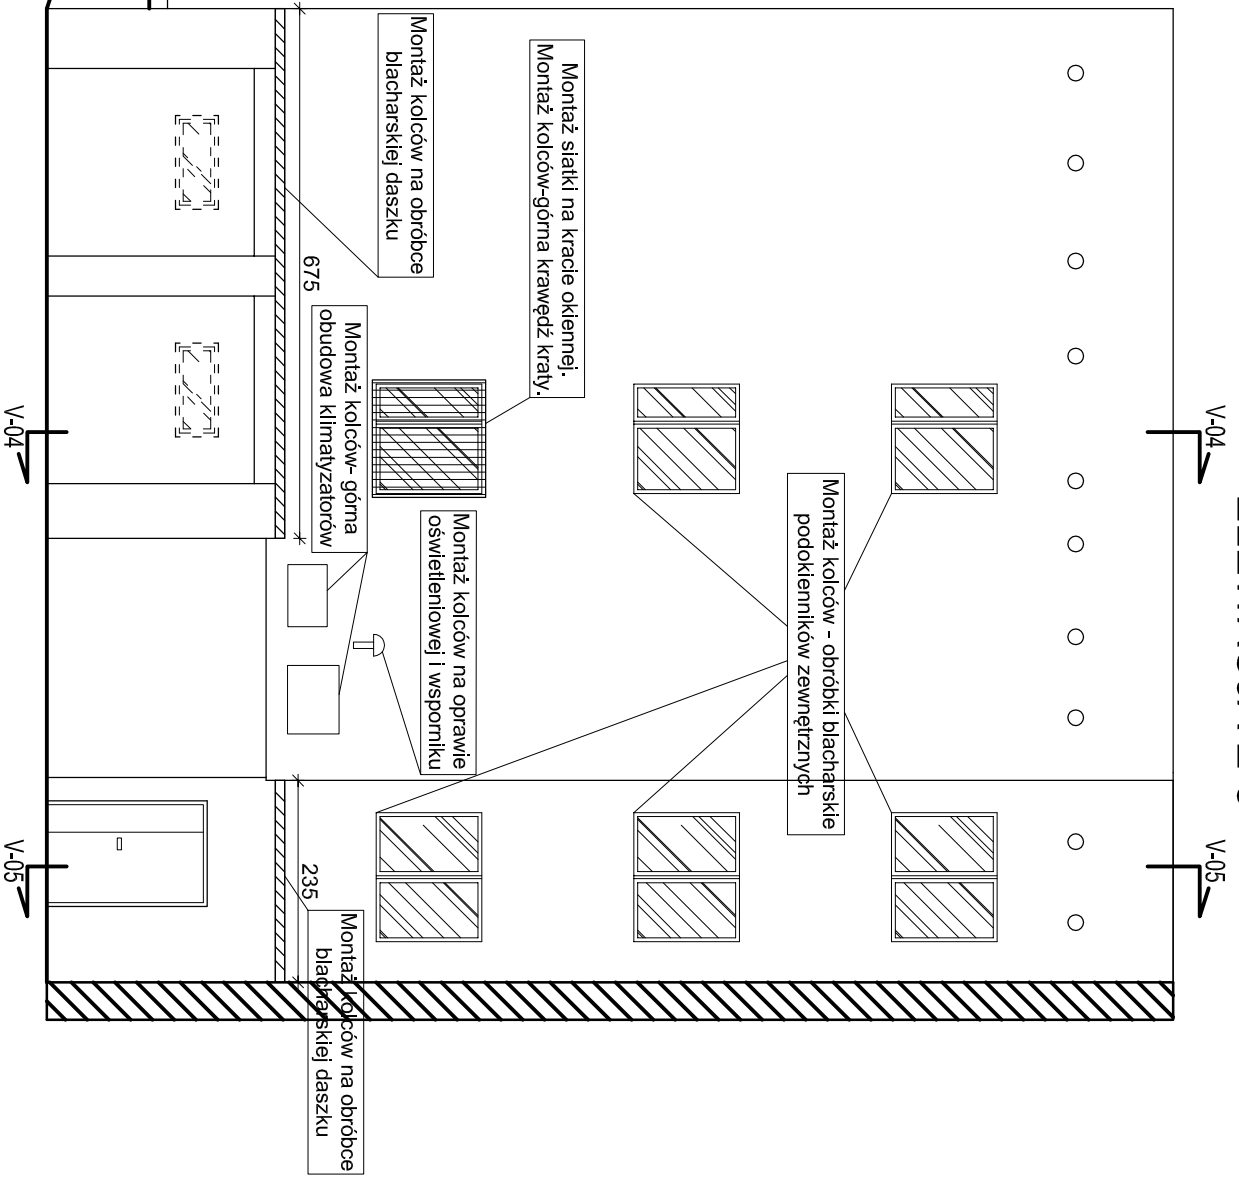 V-04
V-05
Montaż kolców - obróbki blacharskie
podokienników zewnętrznych
Montaż siatki na kracie okiennej.
Montaż kolców-górna krawędź kraty.
Montaż kolców na obróbce
blacharskiej daszku
Montaż kolców na oprawie
oświetleniowej i wsporniku
Montaż kolców- górna
obudowa klimatyzatorów
675
235
Montaż kolców na obróbce
blacharskiej daszku
V-04
V-05